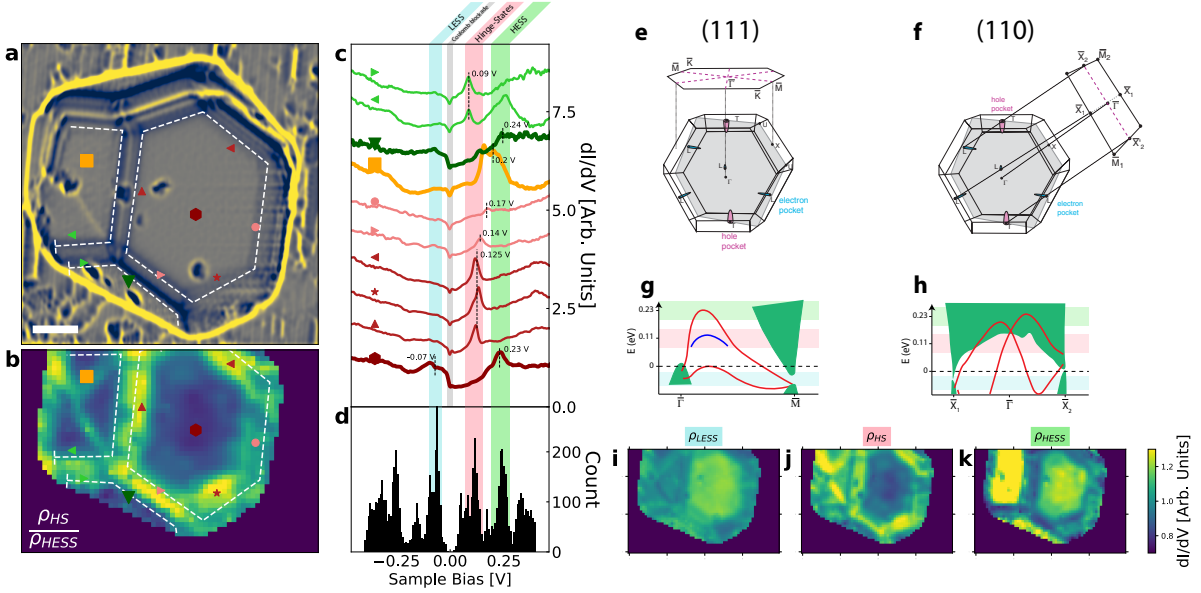 a
b
ρHS
ρHESS
c
LESS
Coulomb blockade
Hinge-States
HESS
0.09 V
0.24 V
0.2 V
0.17 V
0.14 V
0.125 V
-0.07 V
0.23 V
7.5
5.0
2.5
0.0
dI/dV [Arb. Units]
d
200
100
0
Count
−0.25
0.00
0.25
Sample Bias [V]
e
(111)
M̅
K̅
Γ̅
K̅
M̅
hole
pocket
T
U
L
X
L
Γ
L
T
electron
pocket
hole
pocket
f
(110)
X̅2
M̅2
X̅1
Γ̅
X̅1
X̅2
M̅1
hole
pocket
T
L
X
L
Γ
L
T
electron
pocket
g
0.23
0.11
0
E (eV)
Γ̅
M̅
h
0.23
0.11
0
E (eV)
X̅1
Γ̅
X̅2
i
ρLESS
j
ρHS
k
ρHESS
1.2
1.0
0.8
dI/dV [Arb. Units]